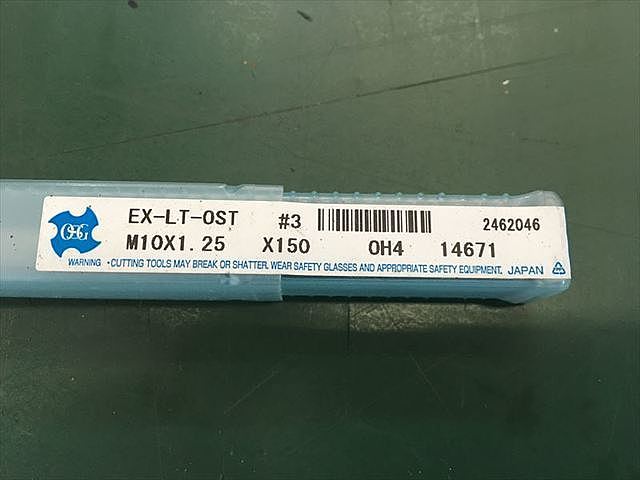 OSG
EX-LT-OST #3 2462046
M10X1.25 X150 OH4 14671
WARNING ・CUTTING TOOLS MAY BREAK OR SHATTER. WEAR SAFETY GLASSES AND APPROPRIATE SAFETY EQUIPMENT. JAPAN